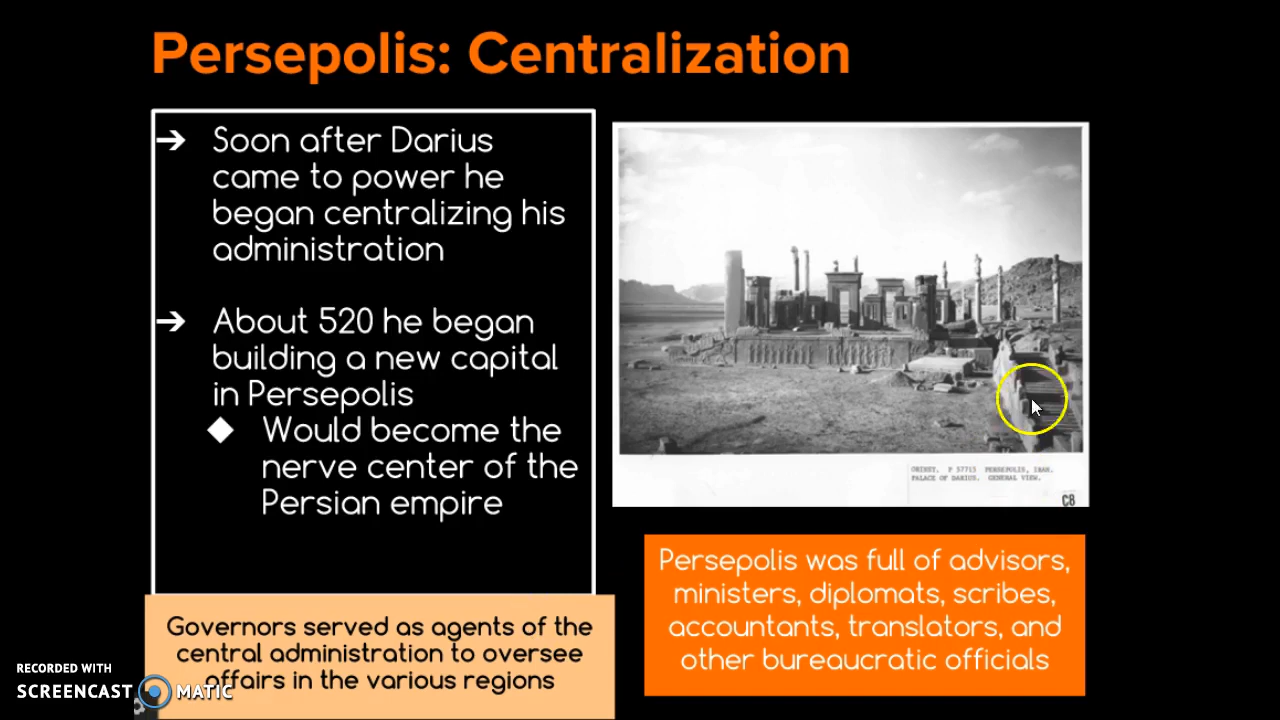 Persepolis: Centralization
➔ Soon after Darius
came to power he
began centralizing his
administration
➔ About 520 he began
building a new capital
in Persepolis
◆ Would become the
nerve center of the
Persian empire
Governors served as agents of the
central administration to oversee
affairs in the various regions
ORINST. P 57715 PERSEPOLIS, IRAN.
PALACE OF DARIUS. GENERAL VIEW.
C8
Persepolis was full of advisors,
ministers, diplomats, scribes,
accountants, translators, and
other bureaucratic officials
RECORDED WITH
SCREENCAST MATIC